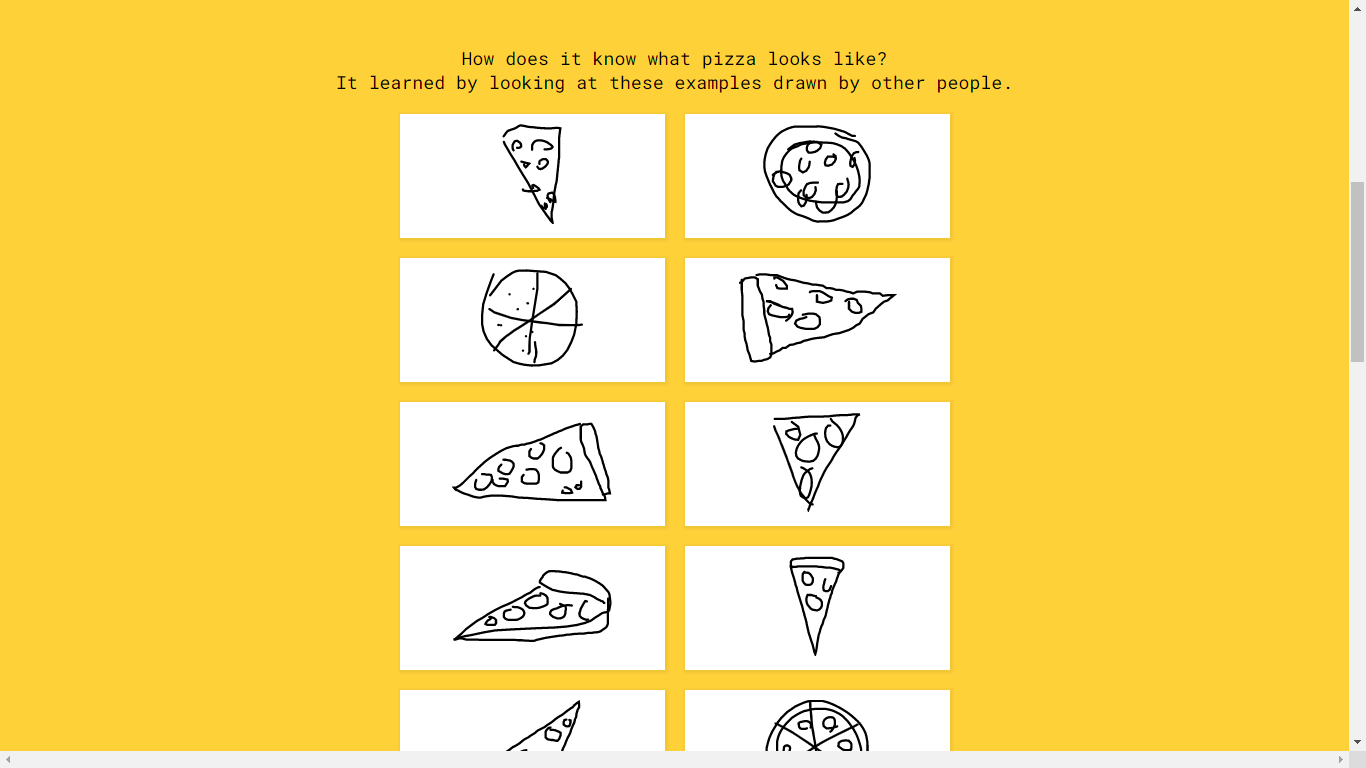 How does it know what pizza looks like?
It learned by looking at these examples drawn by other people.